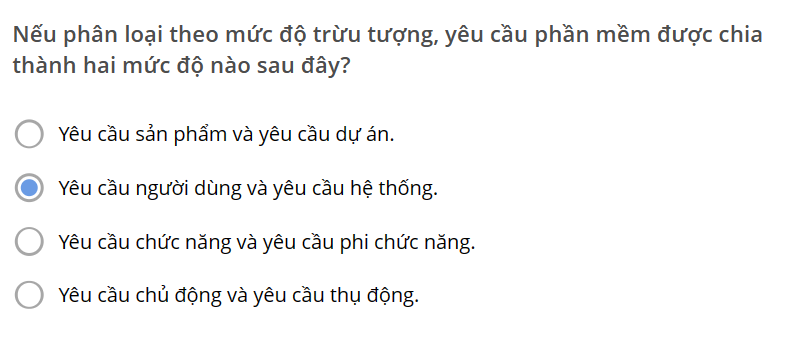 Nếu phân loại theo mức độ trừu tượng, yêu cầu phần mềm được chia
thành hai mức độ nào sau đây?
Yêu cầu sản phẩm và yêu cầu dự án.
Yêu cầu người dùng và yêu cầu hệ thống.
Yêu cầu chức năng và yêu cầu phi chức năng.
Yêu cầu chủ động và yêu cầu thụ động.